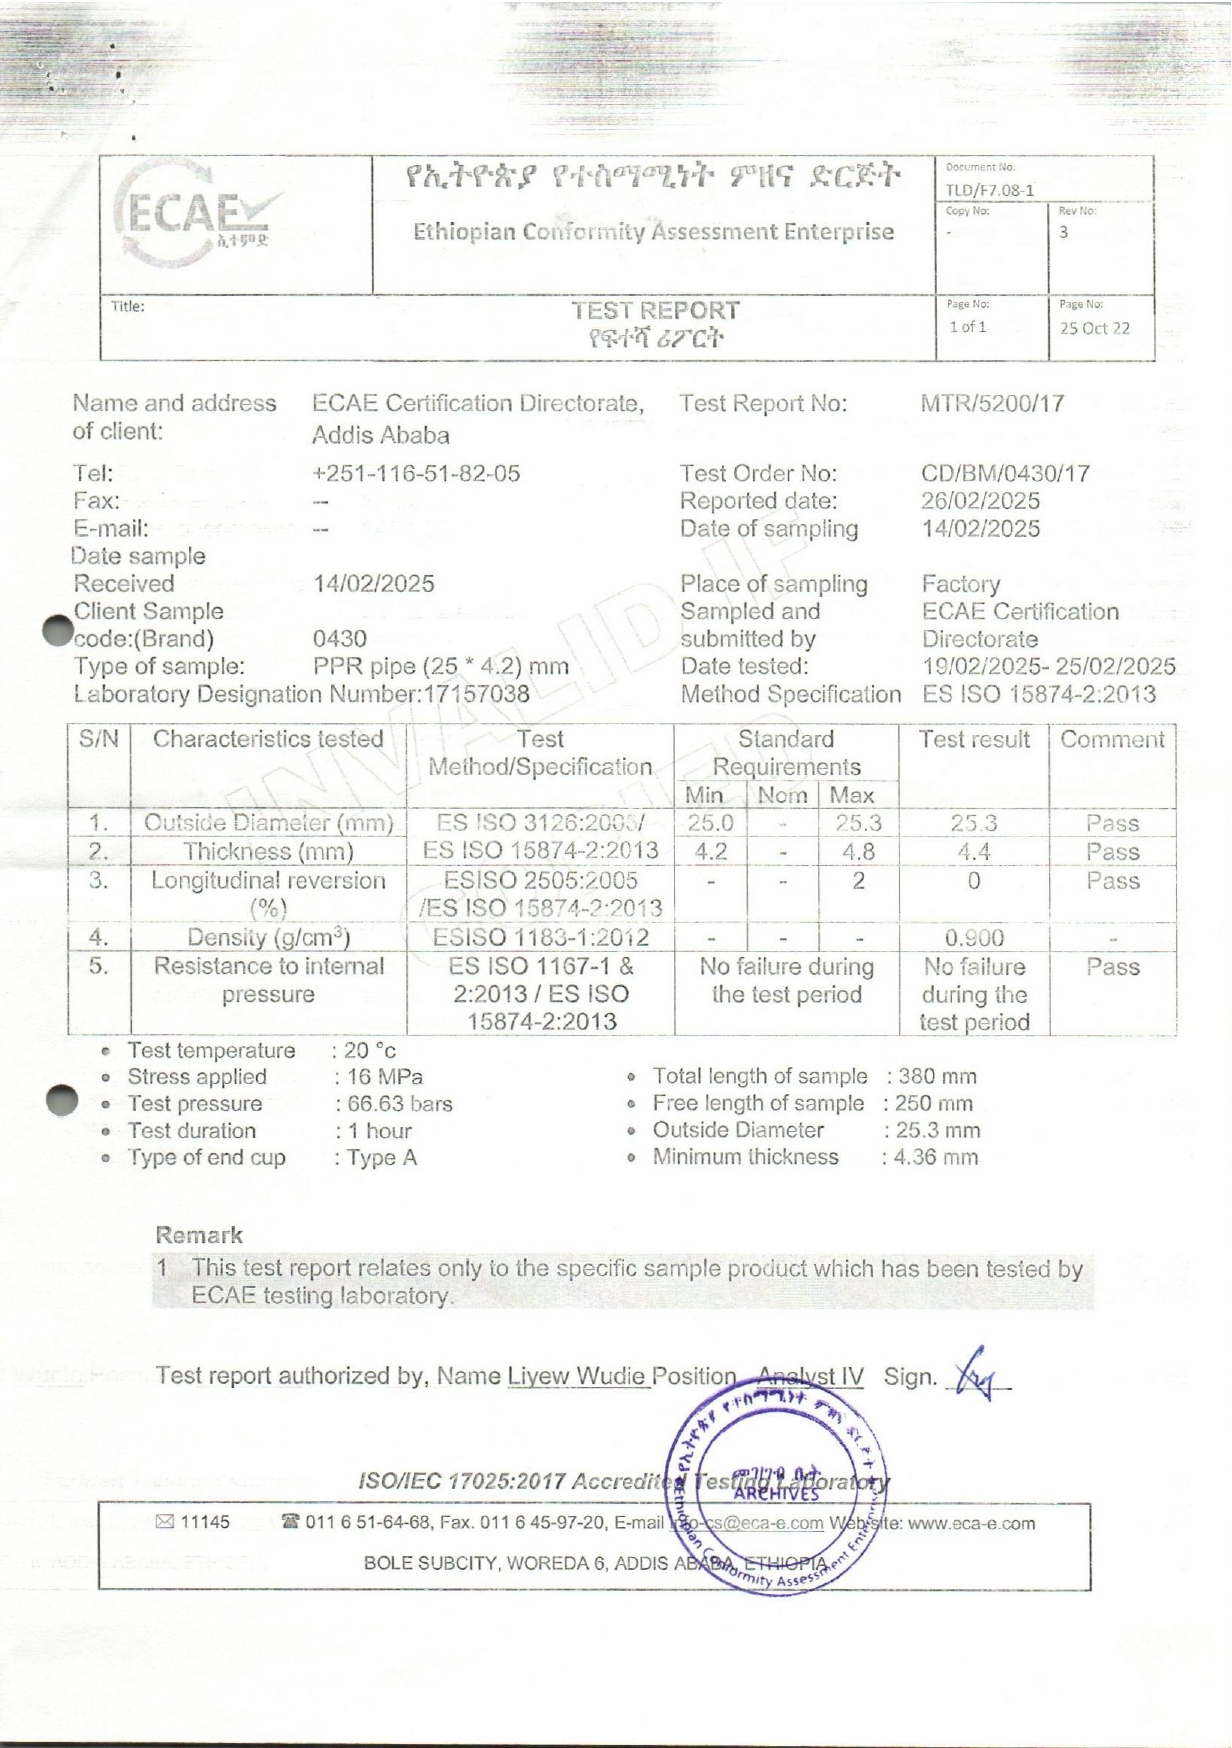 ECAE
ኢተምድ
የኢትዮጵያ የተስማሚነት ምዘና ድርጅት
Ethiopian Conformity Assessment Enterprise
Document No.
TLD/F7.08-1
Copy No: Rev No:
- 3
Title: TEST REPORT
የፍተሻ ሪፖርት
Page No: Page No:
1 of 1 25 Oct 22
Name and address ECAE Certification Directorate, Test Report No: MTR/5200/17
of client: Addis Ababa
Tel: +251-116-51-82-05 Test Order No: CD/BM/0430/17
Fax: -- Reported date: 26/02/2025
E-mail: -- Date of sampling 14/02/2025
Date sample
Received 14/02/2025 Place of sampling Factory
Client Sample Sampled and ECAE Certification
code:(Brand) 0430 submitted by Directorate
Type of sample: PPR pipe (25 * 4.2) mm Date tested: 19/02/2025- 25/02/2025
Laboratory Designation Number:17157038 Method Specification ES ISO 15874-2:2013
INVALID IF
S/N Characteristics tested Test Standard Test result Comment
Method/Specification Requirements
Min Nom Max
1. Outside Diameter (mm) ES ISO 3126:2005/ 25.0 - 25.3 25.3 Pass
2. Thickness (mm) ES ISO 15874-2:2013 4.2 - 4.8 4.4 Pass
3. Longitudinal reversion ESISO 2505:2005 - - 2 0 Pass
(%) /ES ISO 15874-2:2013
4. Density (g/cm³) ESISO 1183-1:2012 - - - 0.900 -
5. Resistance to internal ES ISO 1167-1 & No failure during No failure Pass
pressure 2:2013 / ES ISO the test period during the
15874-2:2013 test period
• Test temperature : 20 °c
• Stress applied : 16 MPa • Total length of sample : 380 mm
• Test pressure : 66.63 bars • Free length of sample : 250 mm
• Test duration : 1 hour • Outside Diameter : 25.3 mm
• Type of end cup : Type A • Minimum thickness : 4.36 mm
Remark
1 This test report relates only to the specific sample product which has been tested by
ECAE testing laboratory.
Test report authorized by, Name Liyew Wudie Position Analyst IV Sign.
ISO/IEC 17025:2017 Accredited Testing Laboratory
የኢትዮጵያ የተስማሚነት ምዘና ድርጅት
መዝገብ ቤት
ARCHIVES
Ethiopian Conformity Assessment Enterprise
✉ 11145 ☎ 011 6 51-64-68, Fax. 011 6 45-97-20, E-mail info-cs@eca-e.com Web site: www.eca-e.com
BOLE SUBCITY, WOREDA 6, ADDIS ABABA, ETHIOPIA